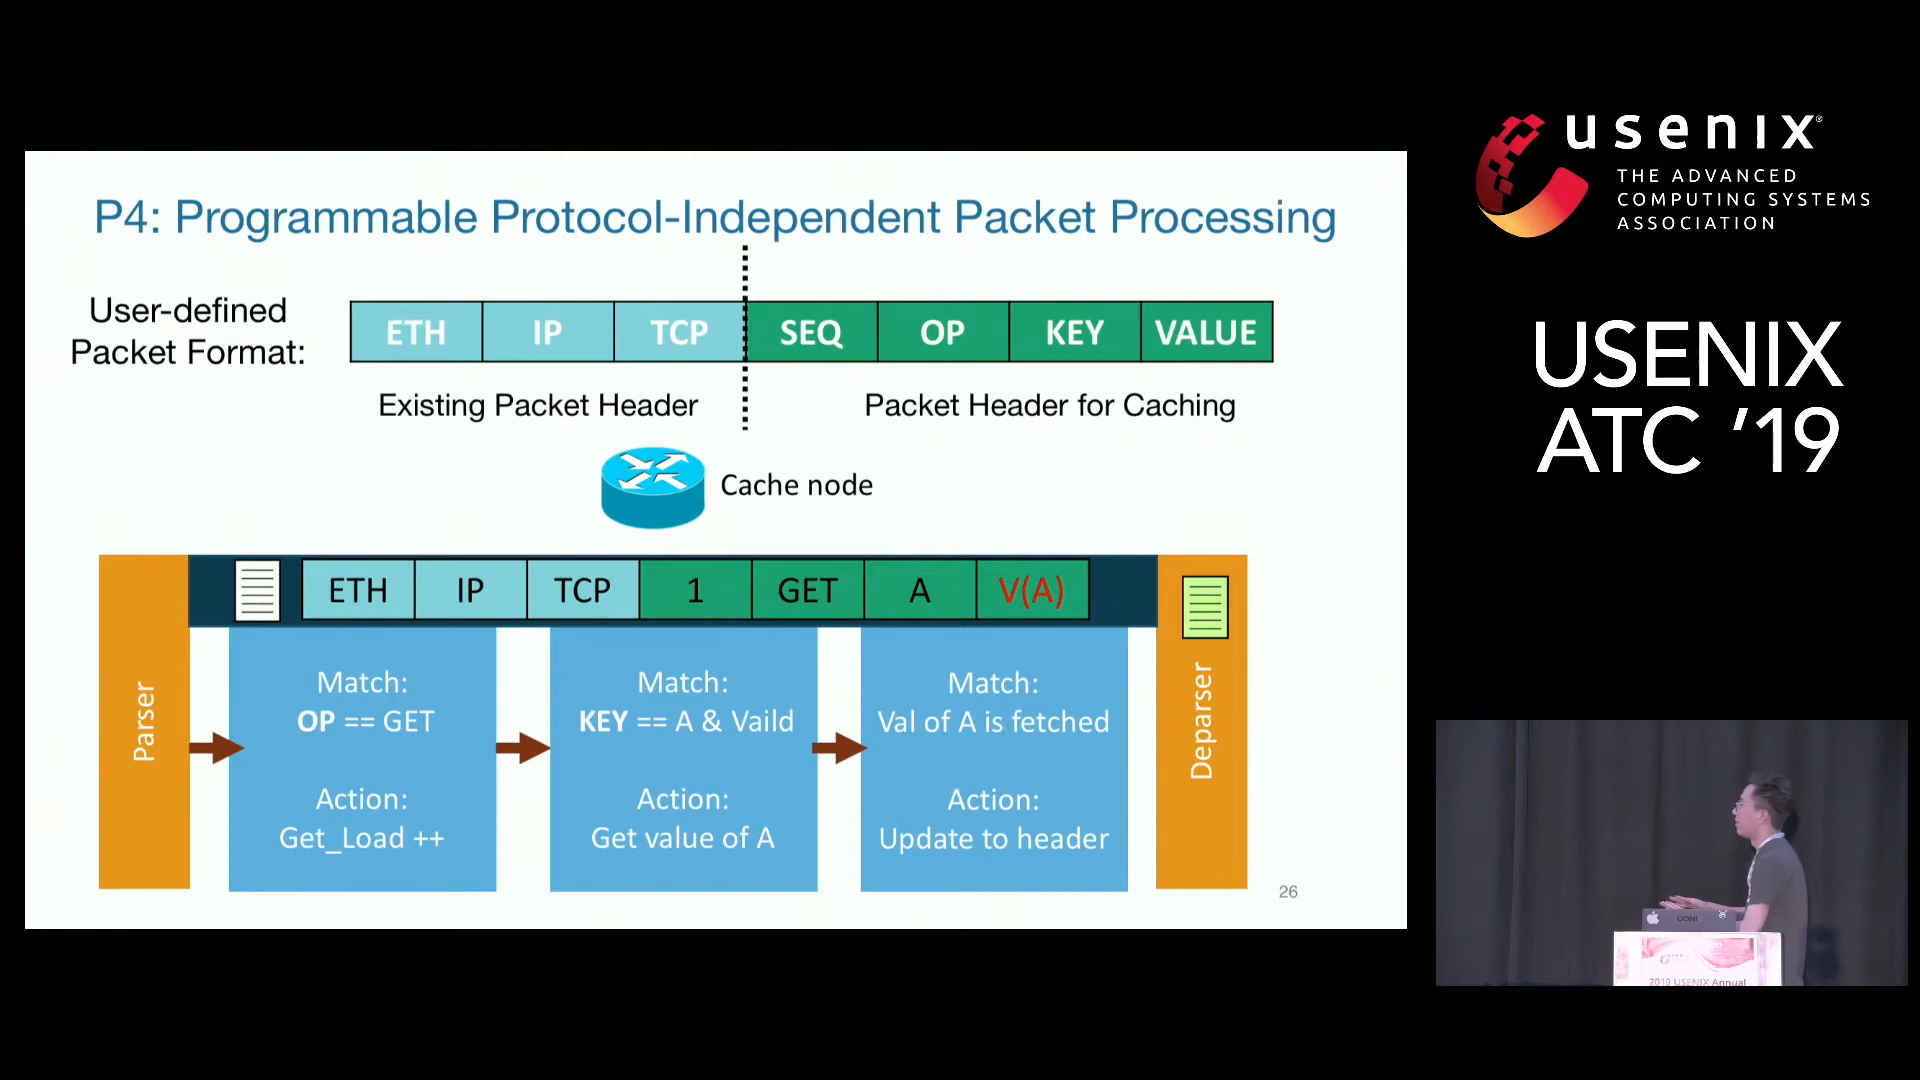 P4: Programmable Protocol-Independent Packet Processing
User-defined
Packet Format:
ETH IP TCP SEQ OP KEY VALUE
Existing Packet Header
Packet Header for Caching
Cache node
ETH IP TCP 1 GET A V(A)
Parser
Match:
OP == GET
Action:
Get_Load ++
Match:
KEY == A & Vaild
Action:
Get value of A
Match:
Val of A is fetched
Action:
Update to header
Deparser
26
usenix®
THE ADVANCED
COMPUTING SYSTEMS
ASSOCIATION
USENIX
ATC ’19
2019 USENIX Annual